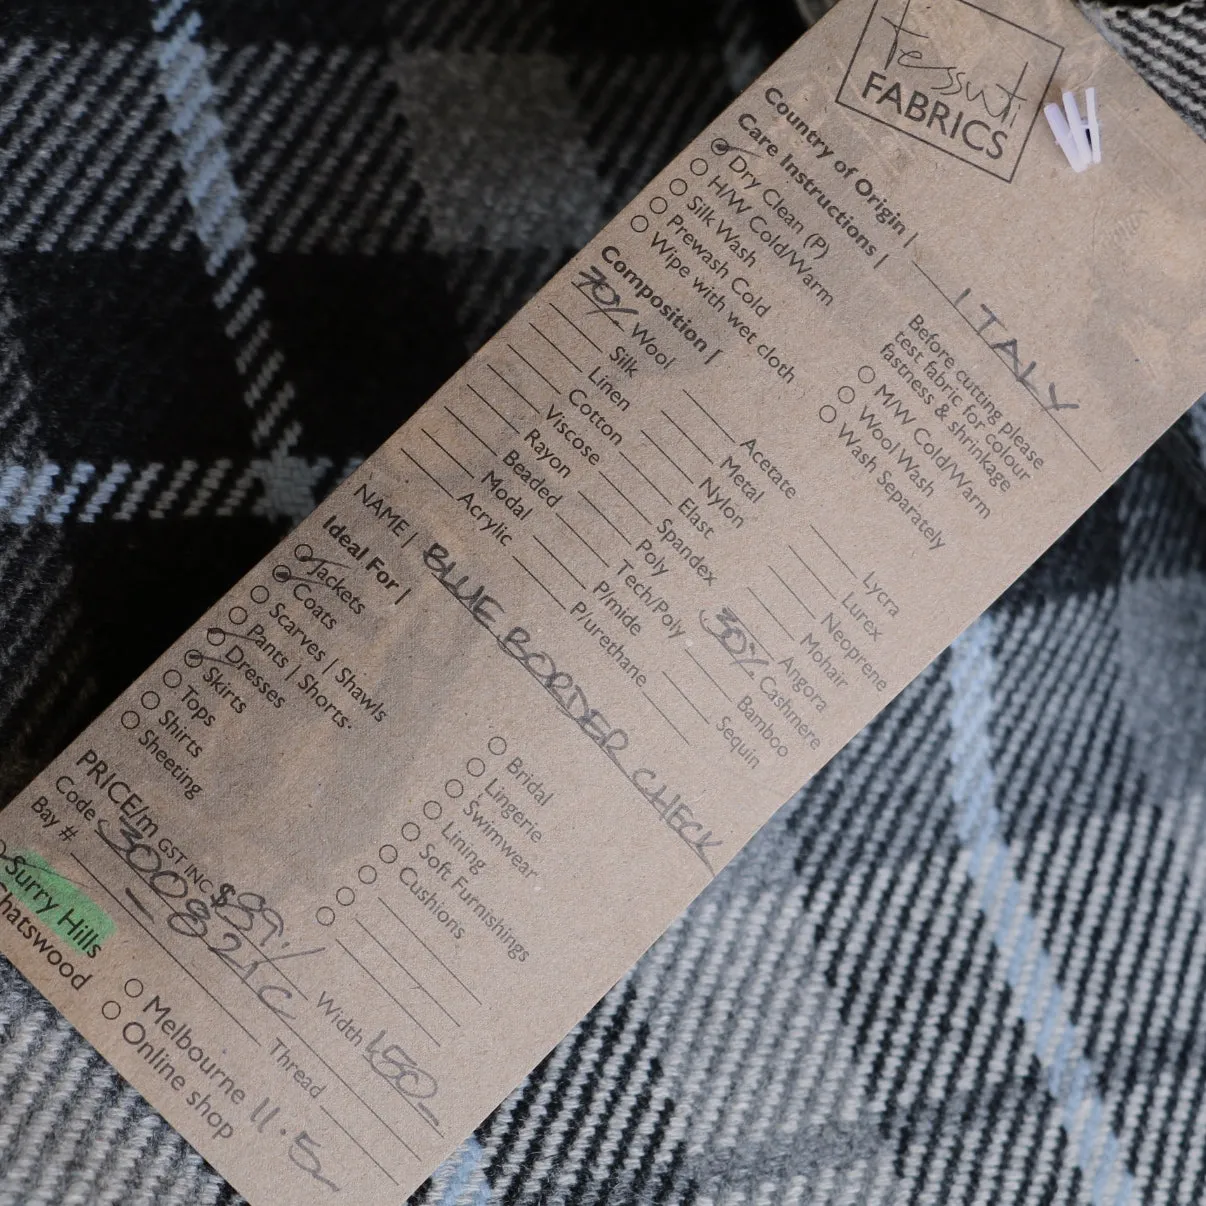 Tessuti
FABRICS
Country of Origin | ITALY
Care Instructions |
Dry Clean (P)
H/W Cold/Warm
Silk Wash
Prewash Cold
Wipe with wet cloth
Before cutting please
test fabric for colour
fastness & shrinkage
M/W Cold/Warm
Wool Wash
Wash Separately
Composition |
70% Wool
Silk
Linen
Cotton
Viscose
Rayon
Beaded
Modal
Acrylic
Acetate
Metal
Nylon
Elast
Spandex
Poly
Tech/Poly
P/mide
P/urethane
Lycra
Lurex
Neoprene
Mohair
Angora
30% Cashmere
Bamboo
Sequin
NAME | BLUE BORDER CHECK
Ideal For |
Jackets
Coats
Scarves | Shawls
Pants | Shorts
Dresses
Skirts
Tops
Shirts
Sheeting
Bridal
Lingerie
Swimwear
Lining
Soft Furnishings
Cushions
PRICE/m GST INC $99.
Width 150
Code
Bay #
Thread
Surry Hills
Chatswood
Melbourne
Online shop
11.5